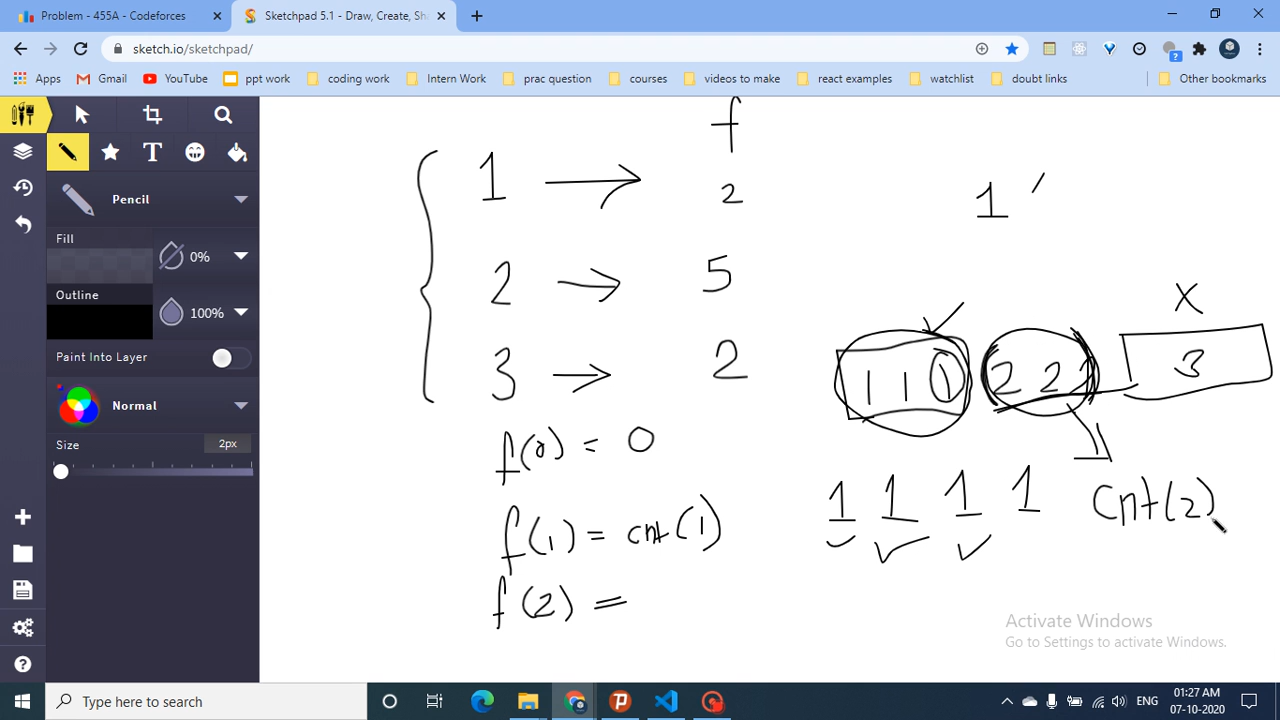 Problem - 455A - Codeforces
Sketchpad 5.1 - Draw, Create, Sha
sketch.io/sketchpad/
Apps Gmail YouTube ppt work coding work Intern Work prac question courses videos to make react examples watchlist doubt links Other bookmarks
Pencil
Fill
0%
Outline
100%
Paint Into Layer
Normal
Size
2px
f
1 → 2
2 → 5
3 → 2
f(0) = 0
f(1) = cnt(1)
f(2) =
1
X
1 1 1 2 2 2 3
1 1 1 1
Cnt(2)
Activate Windows
Go to Settings to activate Windows.
Type here to search
ENG
01:27 AM
07-10-2020